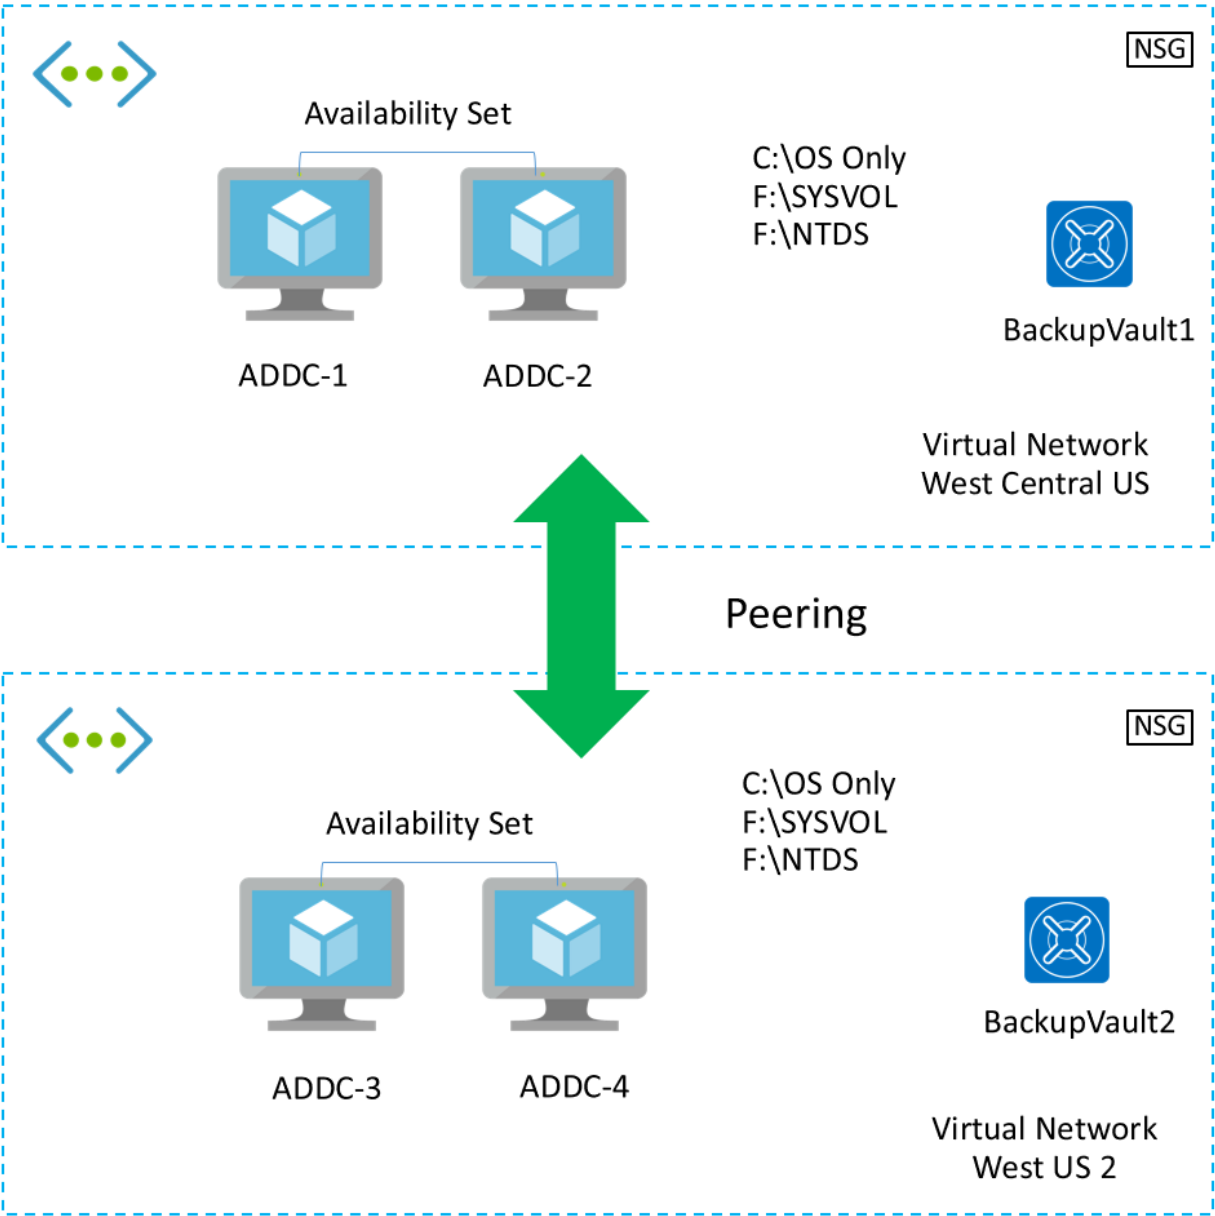 NSG
Availability Set
C:\OS Only
F:\SYSVOL
F:\NTDS
BackupVault1
ADDC-1
ADDC-2
Virtual Network
West Central US
Peering
NSG
C:\OS Only
F:\SYSVOL
F:\NTDS
Availability Set
BackupVault2
ADDC-3
ADDC-4
Virtual Network
West US 2